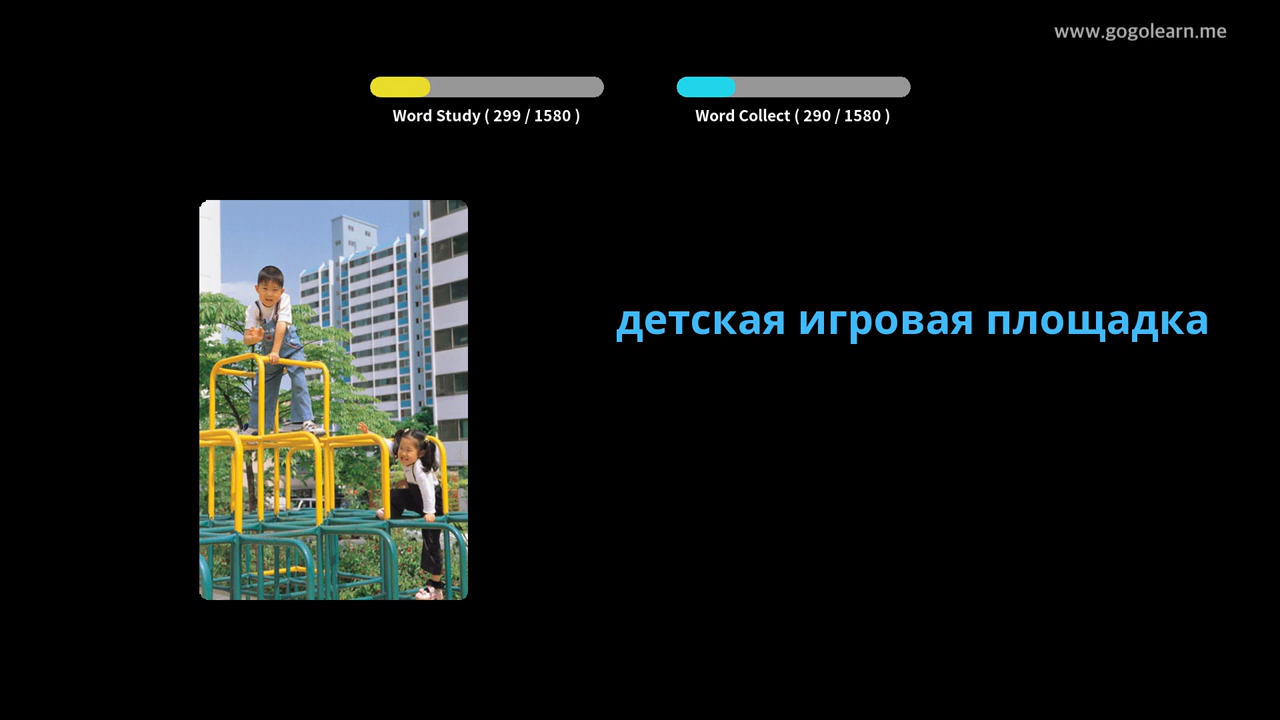 www.gogolearn.me
Word Study ( 299 / 1580 )
Word Collect ( 290 / 1580 )
детская игровая площадка